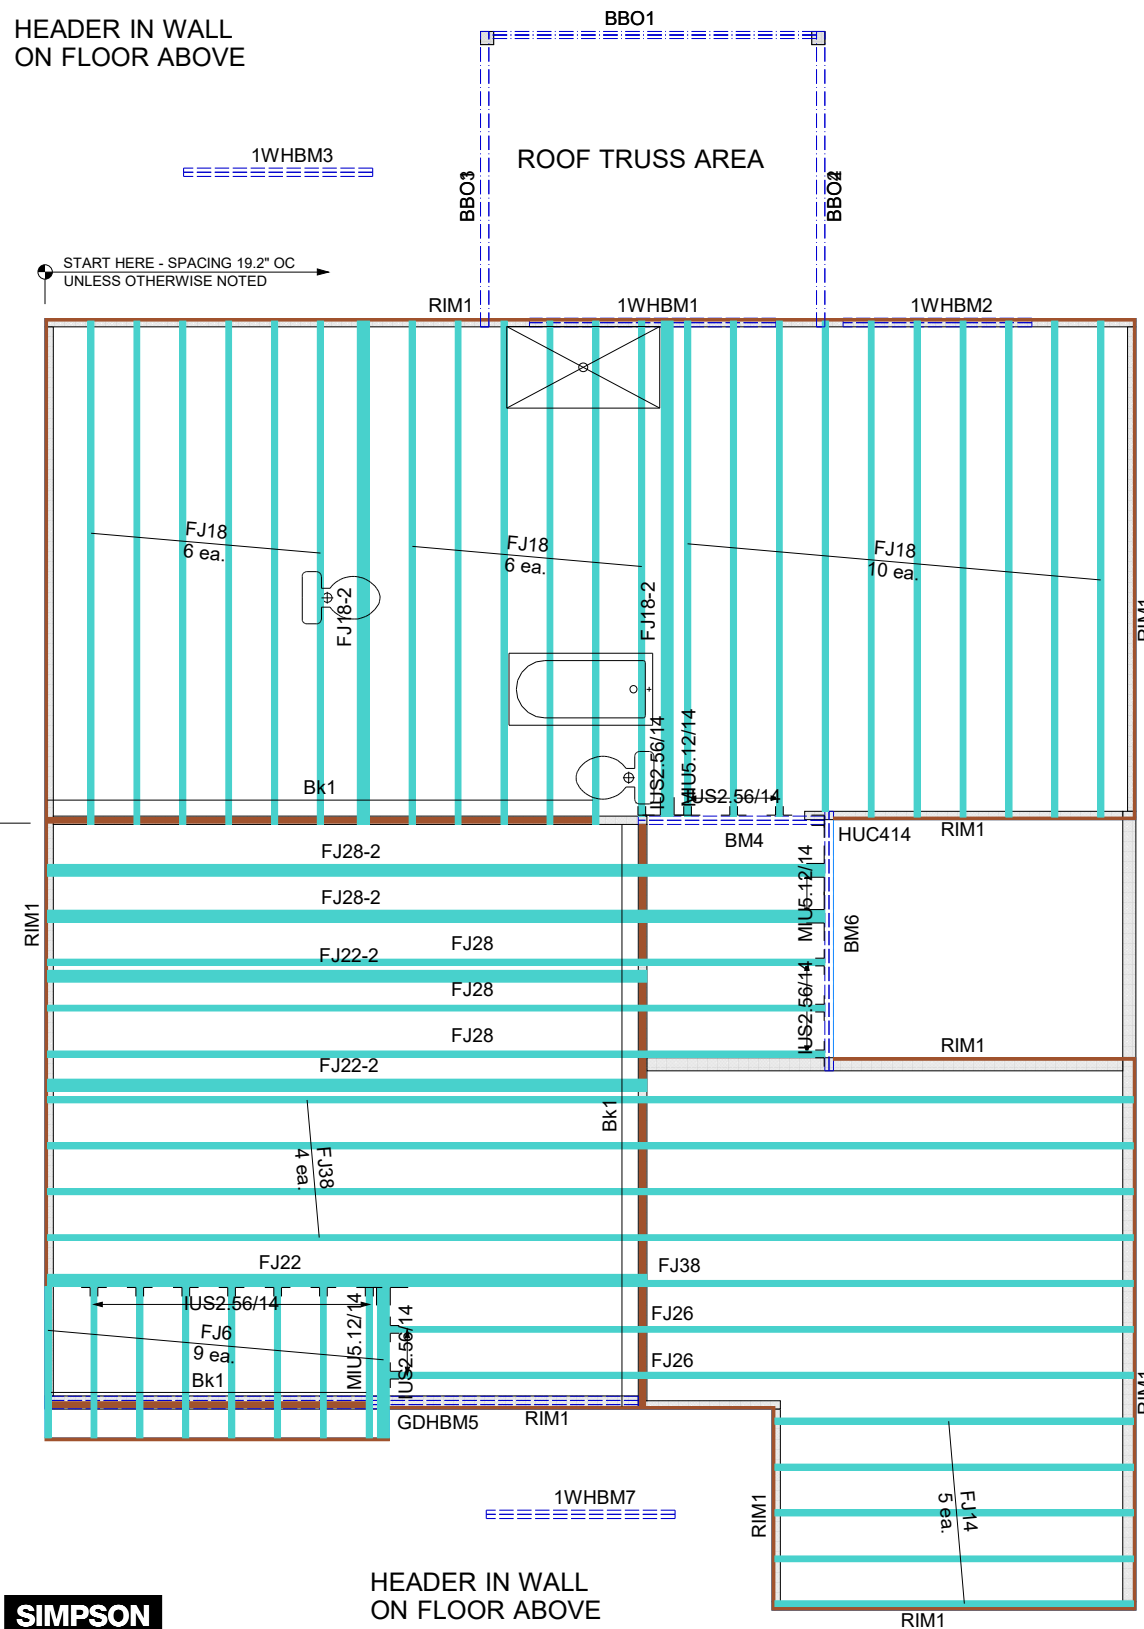 HEADER IN WALL
ON FLOOR ABOVE
BBO1
1WHBM3
ROOF TRUSS AREA
START HERE - SPACING 19.2" OC
UNLESS OTHERWISE NOTED
RIM1
1WHBM1
1WHBM2
FJ18
6 ea.
FJ18
6 ea.
FJ18
10 ea.
FJ18-2
FJ18-2
RIM1
IUS2.56/14
MIU5.12/14
IUS2.56/14
Bk1
BM4
HUC414
RIM1
FJ28-2
MIU5.12/14
FJ28-2
RIM1
BM6
FJ28
FJ22-2
FJ28
IUS2.56/14
FJ28
RIM1
FJ22-2
Bk1
FJ38
4 ea.
FJ22
FJ38
IUS2.56/14
MIU5.12/14
IUS2.56/14
FJ26
FJ6
9 ea.
FJ26
Bk1
RIM1
GDHBM5
RIM1
1WHBM7
RIM1
FJ14
5 ea.
HEADER IN WALL
ON FLOOR ABOVE
SIMPSON
RIM1